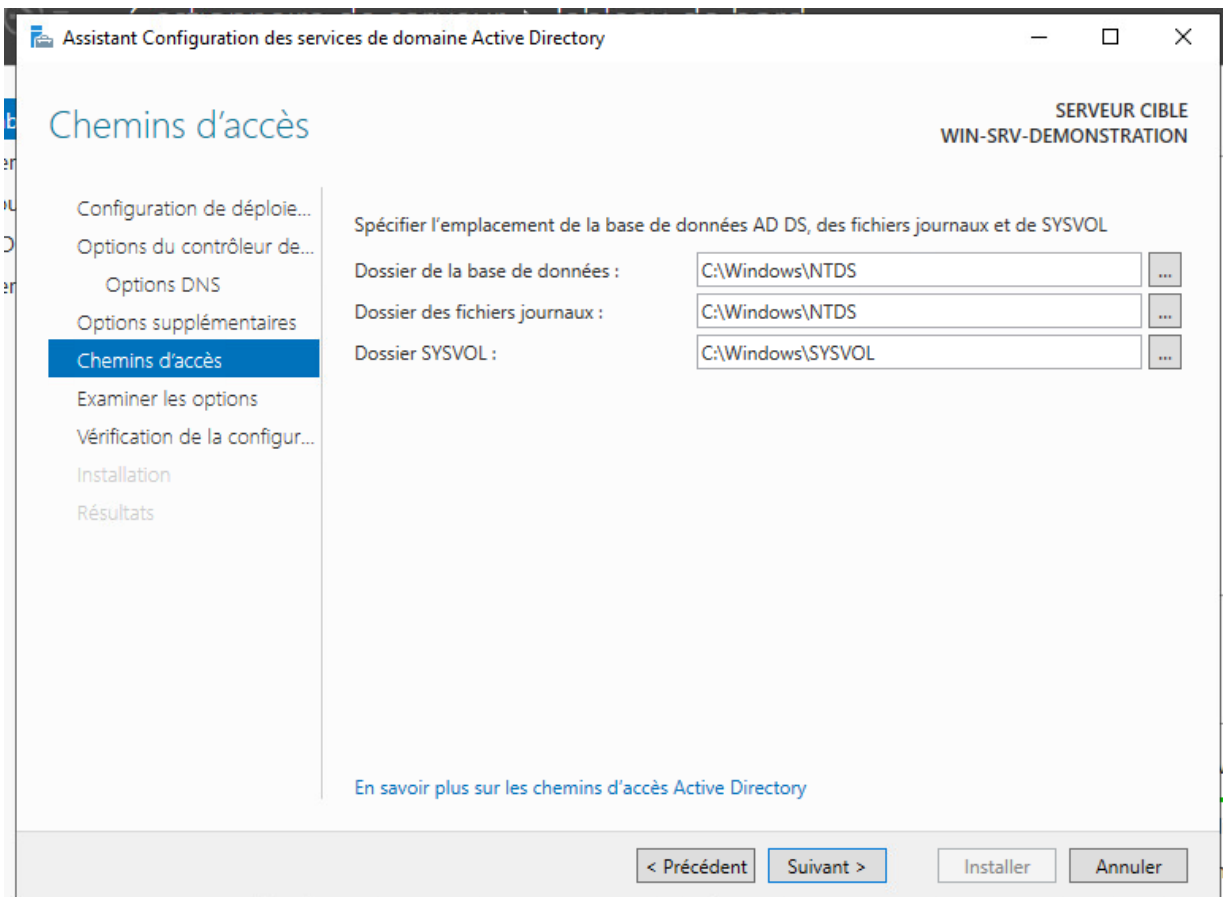 Assistant Configuration des services de domaine Active Directory
Chemins d'accès
SERVEUR CIBLE
WIN-SRV-DEMONSTRATION
Configuration de déploie...
Options du contrôleur de...
Options DNS
Options supplémentaires
Chemins d'accès
Examiner les options
Vérification de la configur...
Installation
Résultats
Spécifier l'emplacement de la base de données AD DS, des fichiers journaux et de SYSVOL
Dossier de la base de données : C:\Windows\NTDS ...
Dossier des fichiers journaux : C:\Windows\NTDS ...
Dossier SYSVOL : C:\Windows\SYSVOL ...
En savoir plus sur les chemins d'accès Active Directory
< Précédent Suivant > Installer Annuler